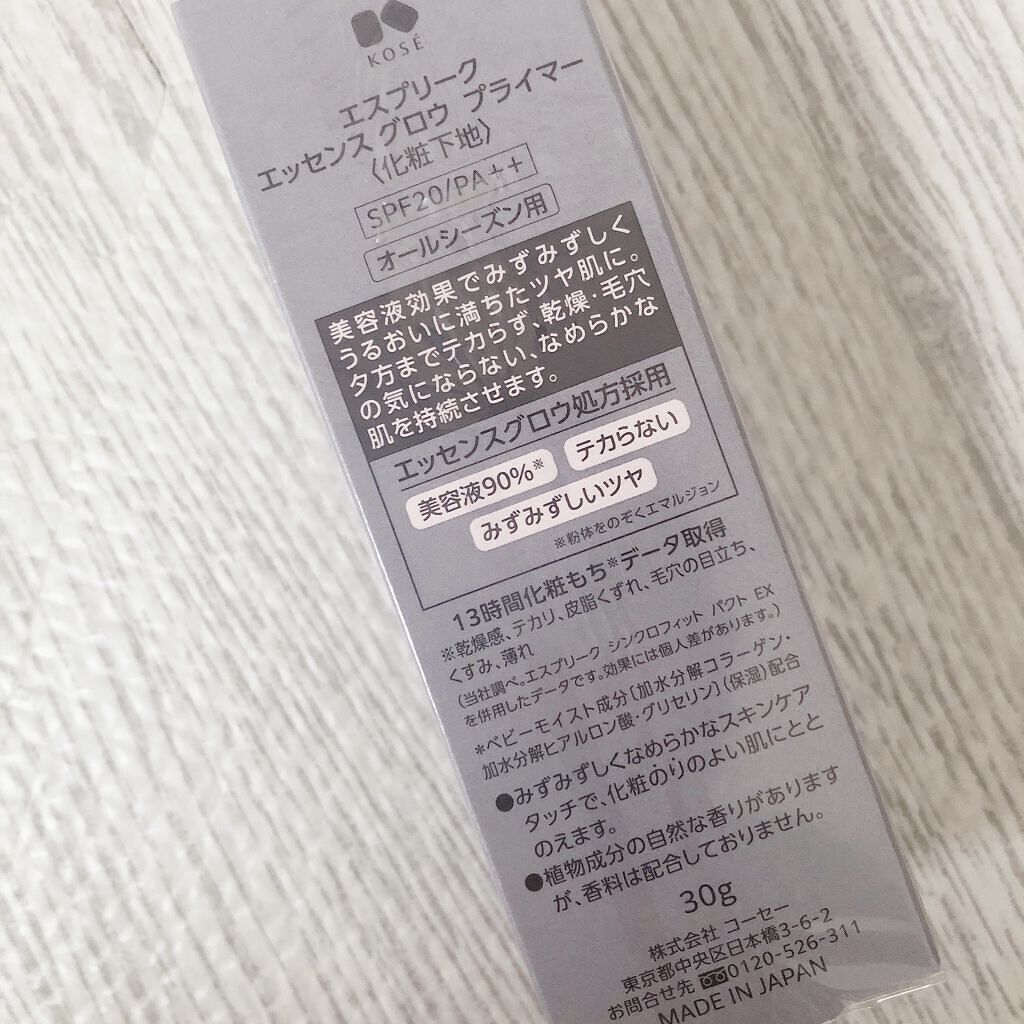 KOSÉ
エスプリーク
エッセンス グロウ プライマー
〈化粧下地〉
SPF20/PA++
オールシーズン用
美容液効果でみずみずしく
うるおいに満ちたツヤ肌に。
夕方までテカらず、乾燥・毛穴
の気にならない、なめらかな
肌を持続させます。
エッセンスグロウ処方採用
美容液90%※
テカらない
みずみずしいツヤ
※粉体をのぞくエマルジョン
13時間化粧もち※データ取得
※乾燥感、テカリ、皮脂くずれ、毛穴の目立ち、
くすみ、薄れ
(当社調べ。エスプリーク シンクロフィット パクト EX
を併用したデータです。効果には個人差があります。)
*ベビーモイスト成分[加水分解コラーゲン・
加水分解ヒアルロン酸・グリセリン](保湿)配合
●みずみずしくなめらかなスキンケア
タッチで、化粧のりのよい肌にとと
のえます。
●植物成分の自然な香りがあります
が、香料は配合しておりません。
30g
株式会社 コーセー
東京都中央区日本橋3-6-2
お問合せ先 0120-526-311
MADE IN JAPAN